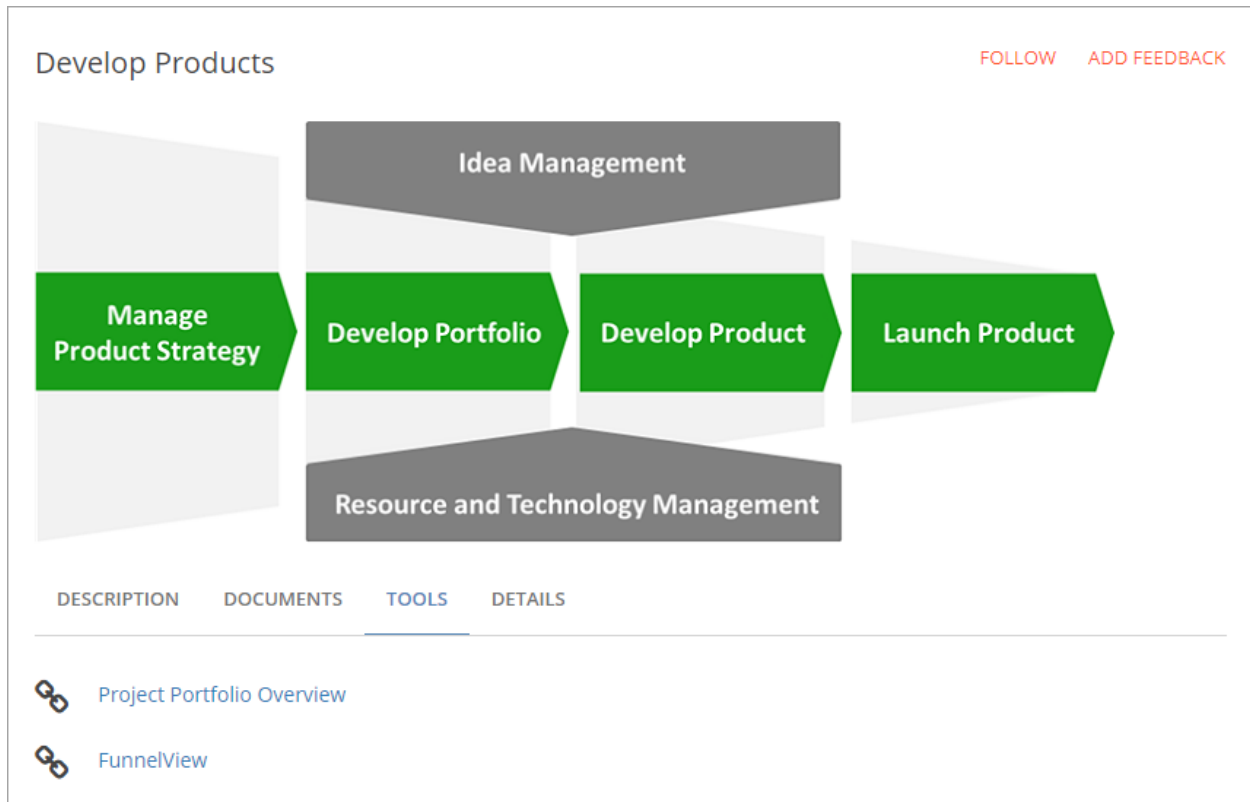 Develop Products
FOLLOW ADD FEEDBACK
Idea Management
Manage
Product Strategy
Develop Portfolio
Develop Product
Launch Product
Resource and Technology Management
DESCRIPTION DOCUMENTS TOOLS DETAILS
Project Portfolio Overview
FunnelView